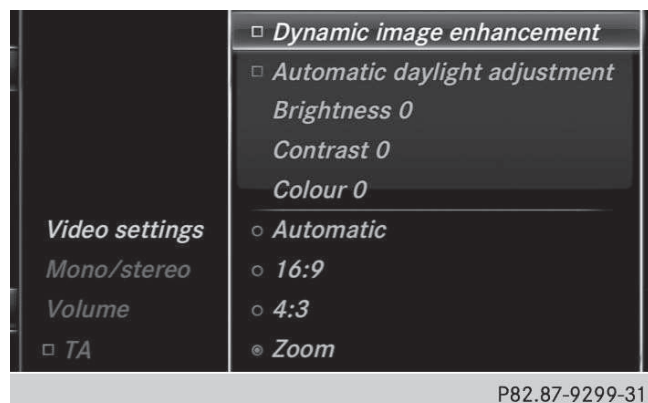 Dynamic image enhancement
Automatic daylight adjustment
Brightness 0
Contrast 0
Colour 0
Video settings
Automatic
Mono/stereo
16:9
Volume
4:3
TA
Zoom
P82.87-9299-31